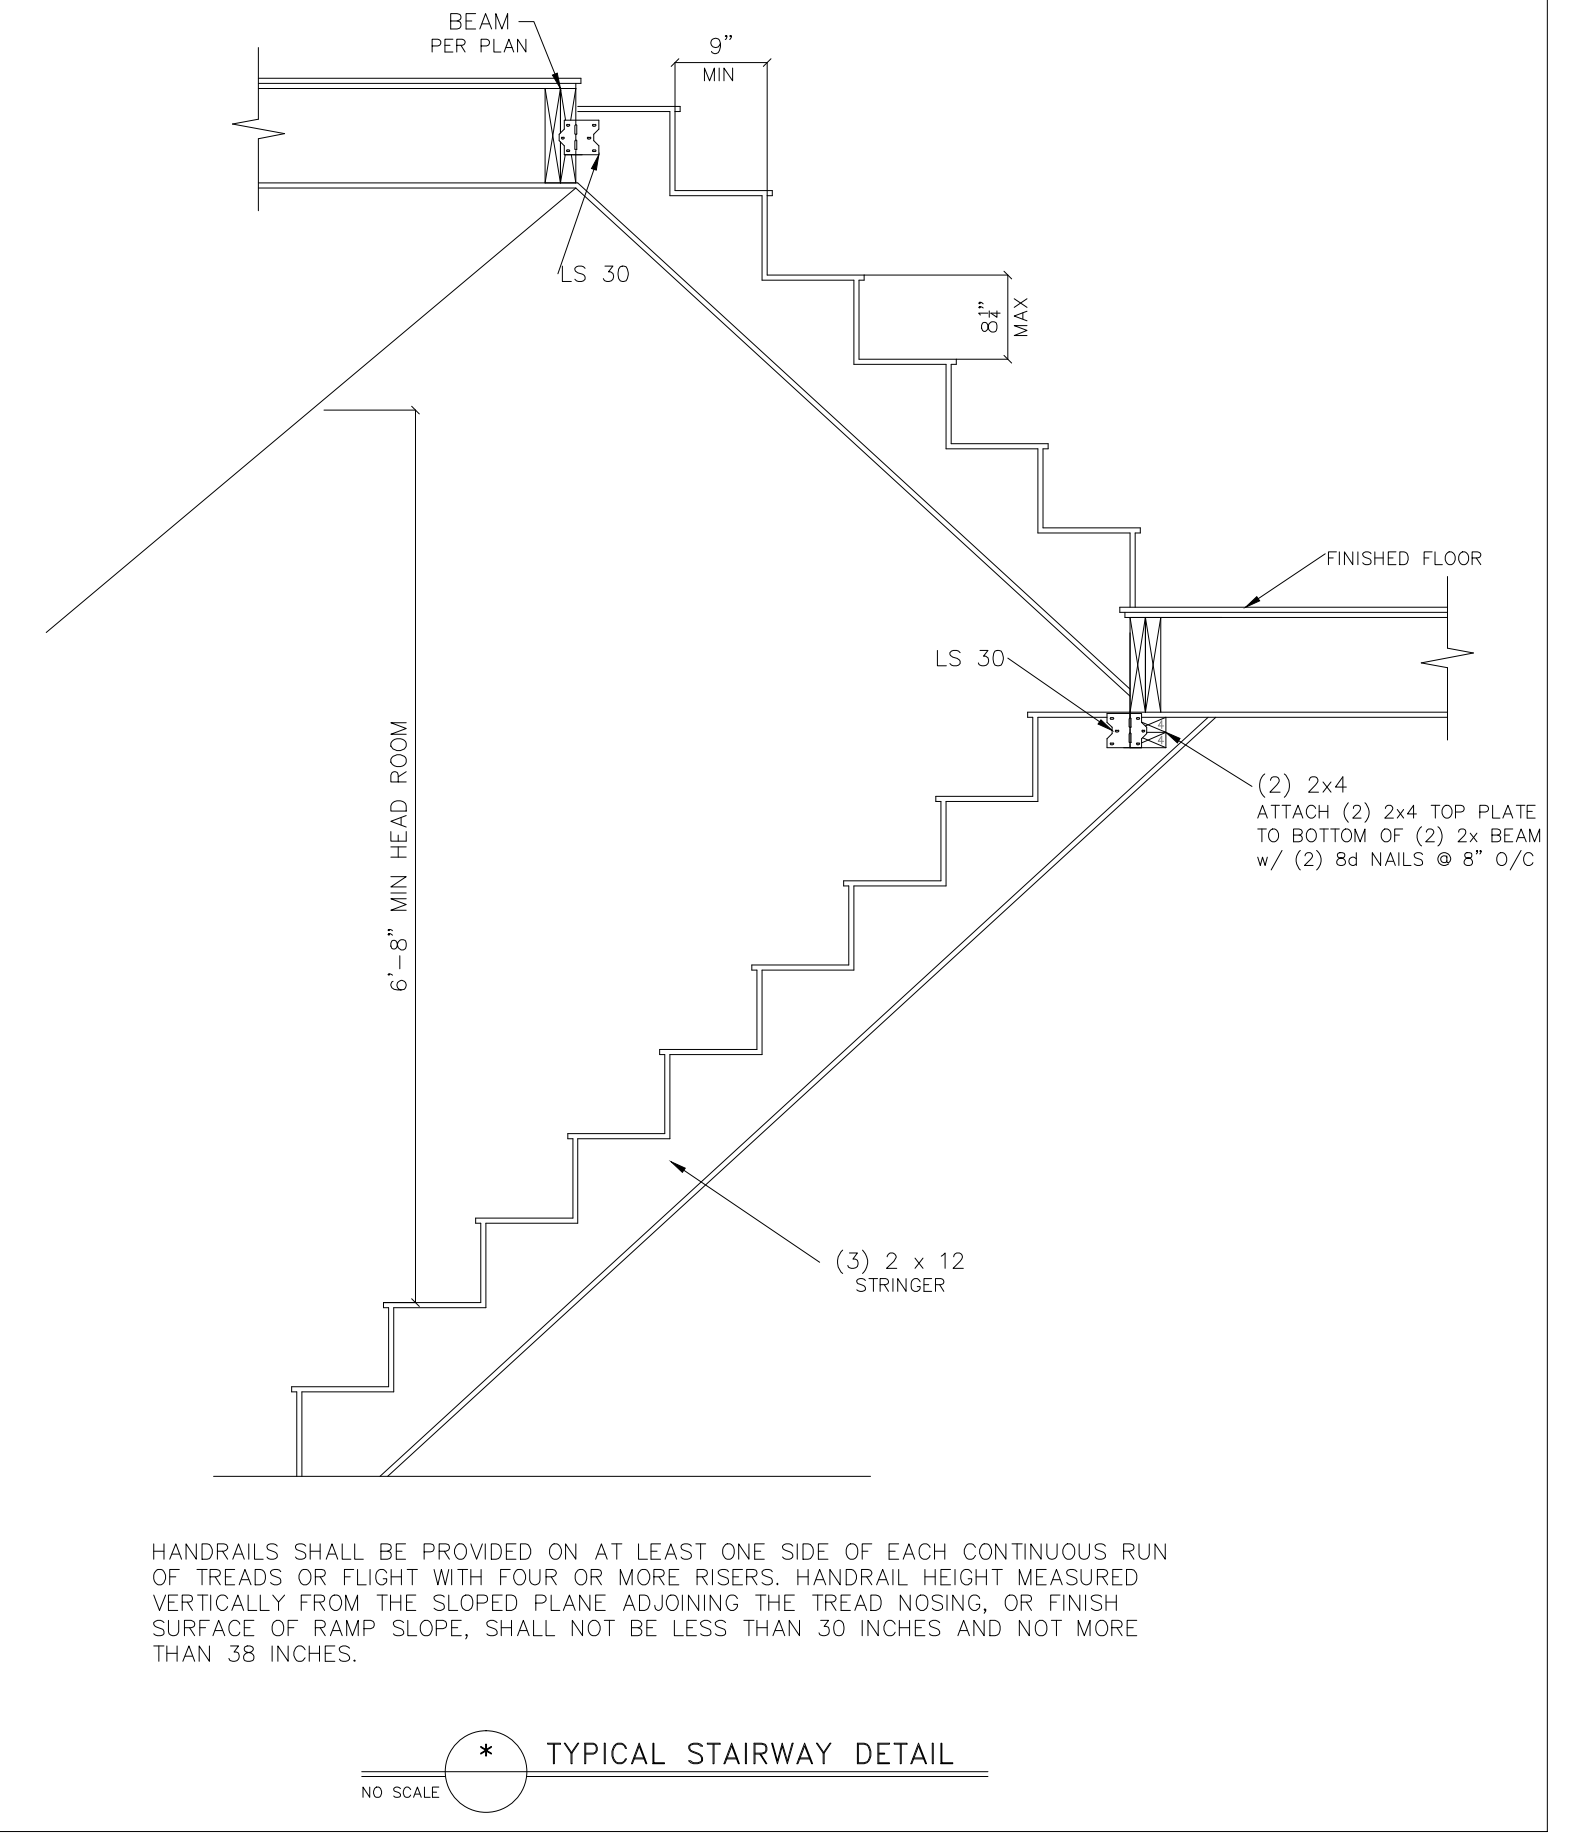 BEAM
PER PLAN
9"
MIN
LS 30
8¼"
MAX
FINISHED FLOOR
LS 30
6'-8" MIN HEAD ROOM
4
4
(2) 2x4
ATTACH (2) 2x4 TOP PLATE
TO BOTTOM OF (2) 2x BEAM
w/ (2) 8d NAILS @ 8" O/C
(3) 2 x 12
STRINGER
HANDRAILS SHALL BE PROVIDED ON AT LEAST ONE SIDE OF EACH CONTINUOUS RUN
OF TREADS OR FLIGHT WITH FOUR OR MORE RISERS. HANDRAIL HEIGHT MEASURED
VERTICALLY FROM THE SLOPED PLANE ADJOINING THE TREAD NOSING, OR FINISH
SURFACE OF RAMP SLOPE, SHALL NOT BE LESS THAN 30 INCHES AND NOT MORE
THAN 38 INCHES.
*
TYPICAL STAIRWAY DETAIL
NO SCALE